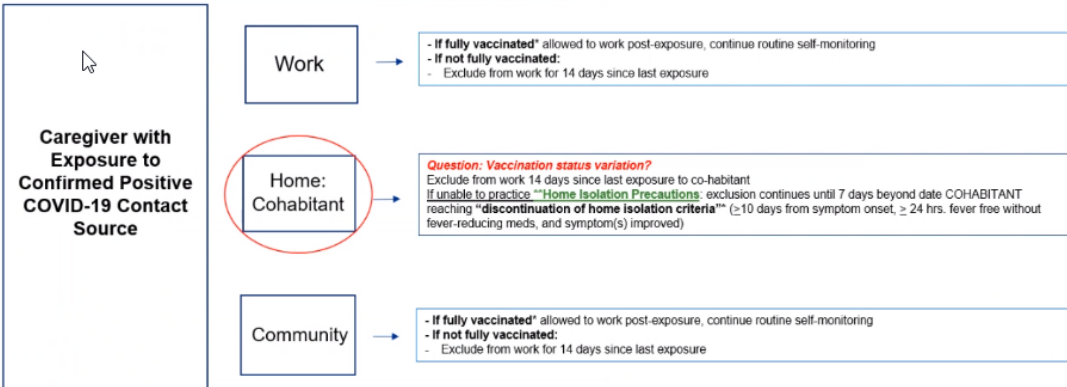 Caregiver with
Exposure to
Confirmed Positive
COVID-19 Contact
Source
Work
- If fully vaccinated* allowed to work post-exposure, continue routine self-monitoring
- If not fully vaccinated:
- Exclude from work for 14 days since last exposure
Home:
Cohabitant
Question: Vaccination status variation?
Exclude from work 14 days since last exposure to co-habitant
If unable to practice **Home Isolation Precautions: exclusion continues until 7 days beyond date COHABITANT
reaching "discontinuation of home isolation criteria"* (≥10 days from symptom onset, ≥ 24 hrs. fever free without
fever-reducing meds, and symptom(s) improved)
Community
- If fully vaccinated* allowed to work post-exposure, continue routine self-monitoring
- If not fully vaccinated:
- Exclude from work for 14 days since last exposure